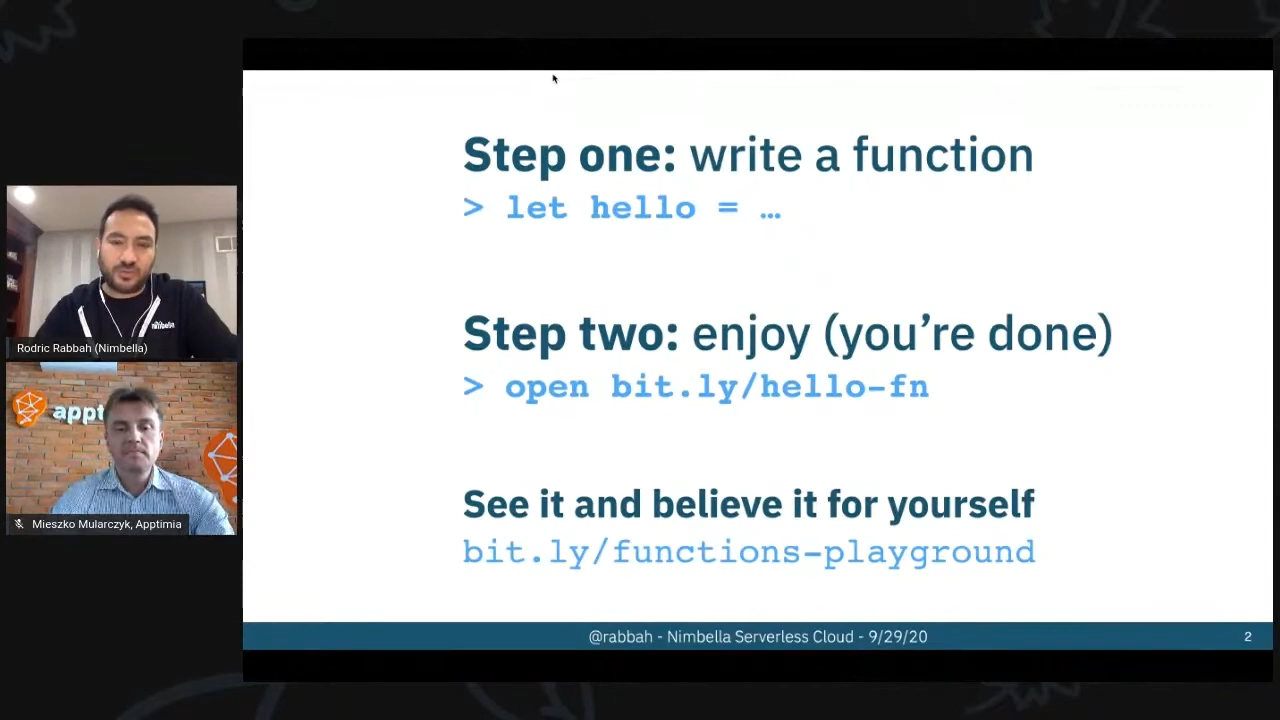 Step one: write a function
> let hello = …
Step two: enjoy (you're done)
> open bit.ly/hello-fn
See it and believe it for yourself
bit.ly/functions-playground
@rabbah - Nimbella Serverless Cloud - 9/29/20
2
nimbella
Rodric Rabbah (Nimbella)
appt
Mieszko Mularczyk, Apptimia